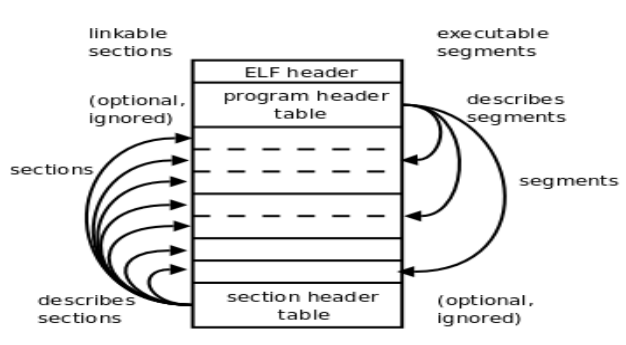 linkable
sections
executable
segments
ELF header
(optional,
ignored)
program header
table
describes
segments
sections
segments
describes
sections
section header
table
(optional,
ignored)